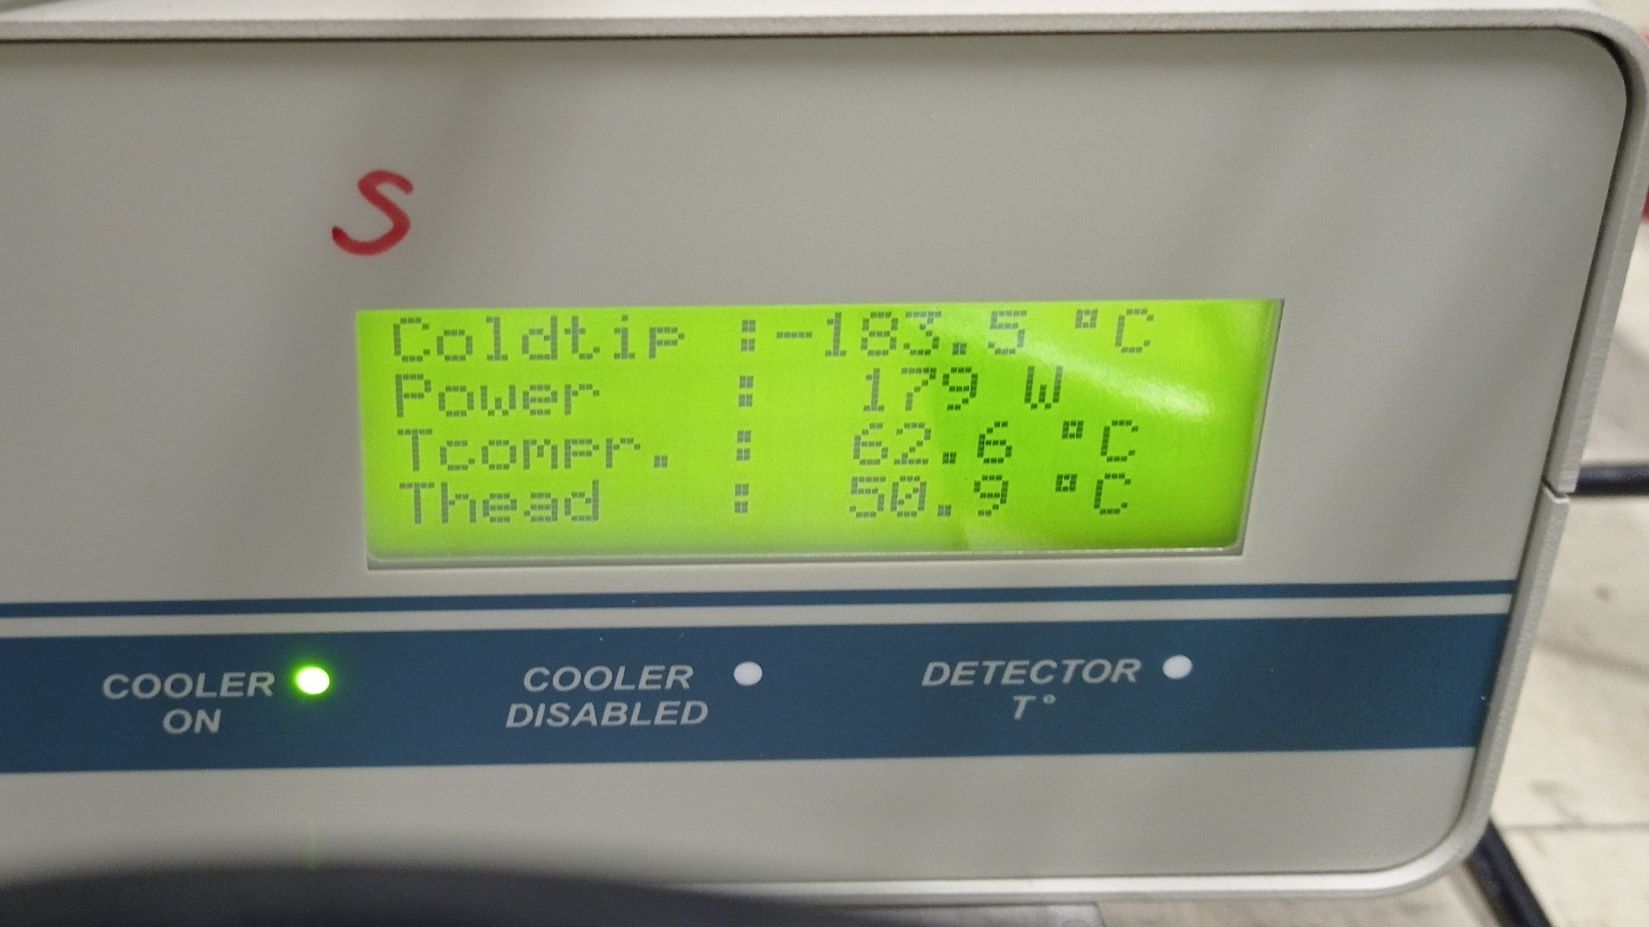 S
Coldtip :-183.5 °C
Power : 179 W
Tcompr. : 62.6 °C
Thead : 50.9 °C
COOLER ON
COOLER DISABLED
DETECTOR T°